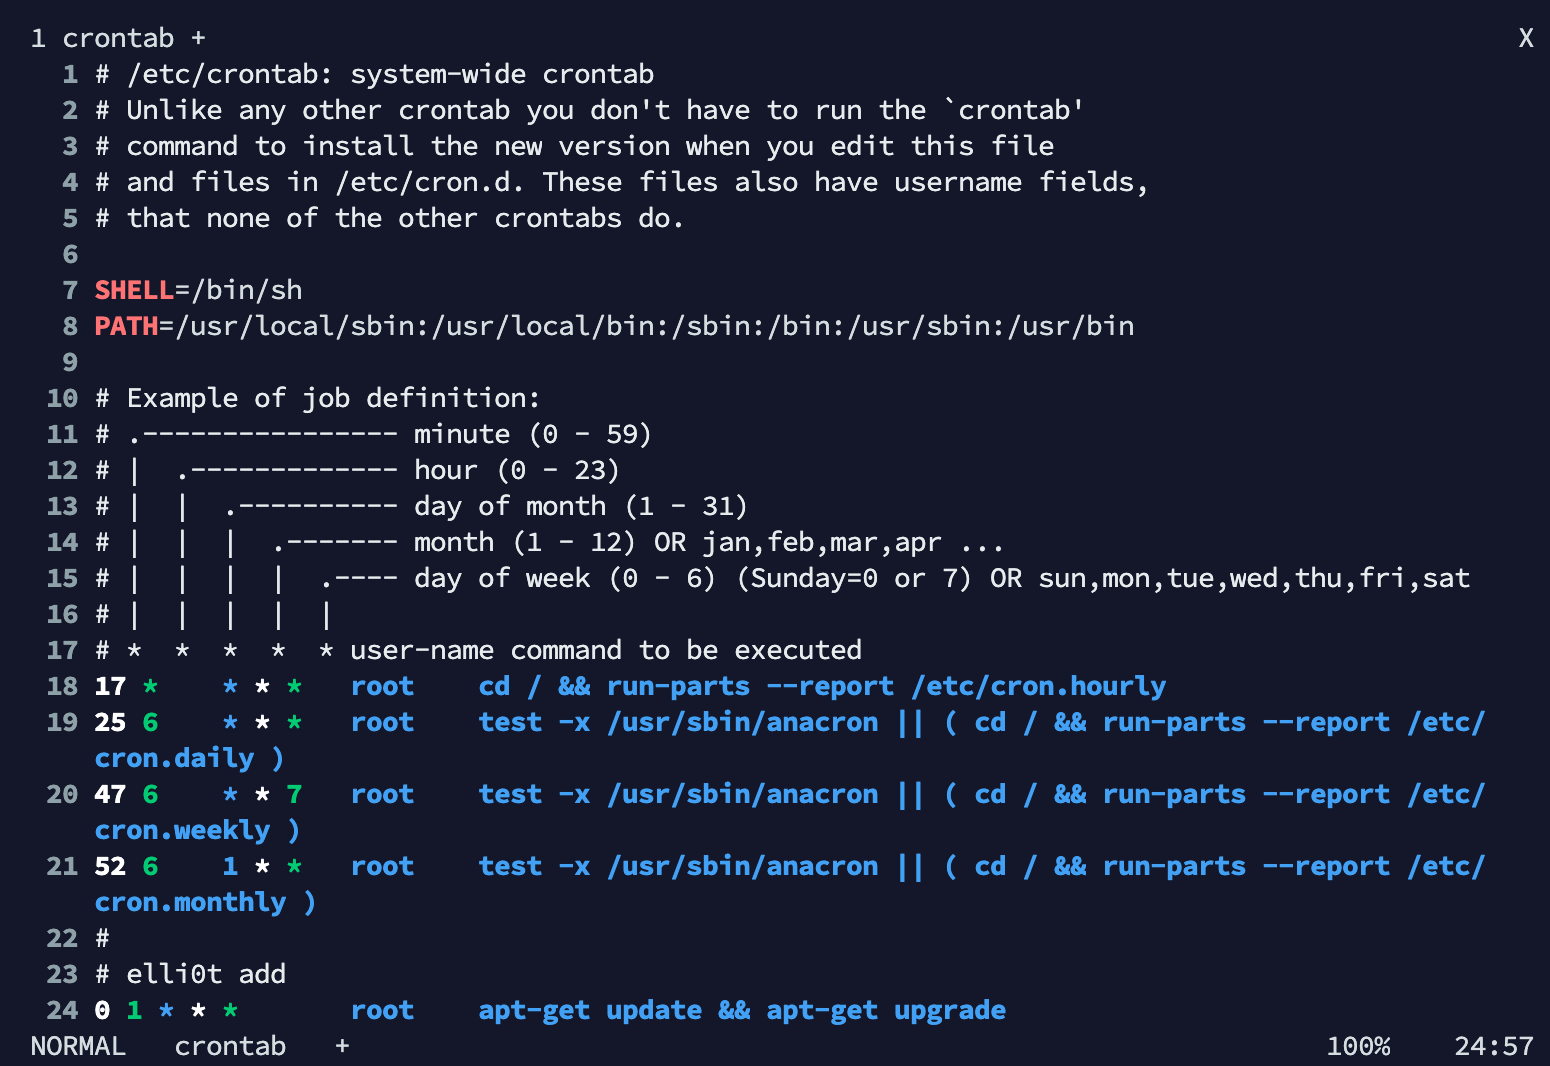 1 crontab + X
1 # /etc/crontab: system-wide crontab
2 # Unlike any other crontab you don't have to run the `crontab'
3 # command to install the new version when you edit this file
4 # and files in /etc/cron.d. These files also have username fields,
5 # that none of the other crontabs do.
6
7 SHELL=/bin/sh
8 PATH=/usr/local/sbin:/usr/local/bin:/sbin:/bin:/usr/sbin:/usr/bin
9
10 # Example of job definition:
11 # .---------------- minute (0 - 59)
12 # |  .------------- hour (0 - 23)
13 # |  |  .---------- day of month (1 - 31)
14 # |  |  |  .------- month (1 - 12) OR jan,feb,mar,apr ...
15 # |  |  |  |  .---- day of week (0 - 6) (Sunday=0 or 7) OR sun,mon,tue,wed,thu,fri,sat
16 # |  |  |  |  |
17 # *  *  *  *  * user-name command to be executed
18 17 *    * * *   root    cd / && run-parts --report /etc/cron.hourly
19 25 6    * * *   root    test -x /usr/sbin/anacron || ( cd / && run-parts --report /etc/
cron.daily )
20 47 6    * * 7   root    test -x /usr/sbin/anacron || ( cd / && run-parts --report /etc/
cron.weekly )
21 52 6    1 * *   root    test -x /usr/sbin/anacron || ( cd / && run-parts --report /etc/
cron.monthly )
22 #
23 # elli0t add
24 0 1 * * *       root    apt-get update && apt-get upgrade
NORMAL   crontab   + 100%    24:57